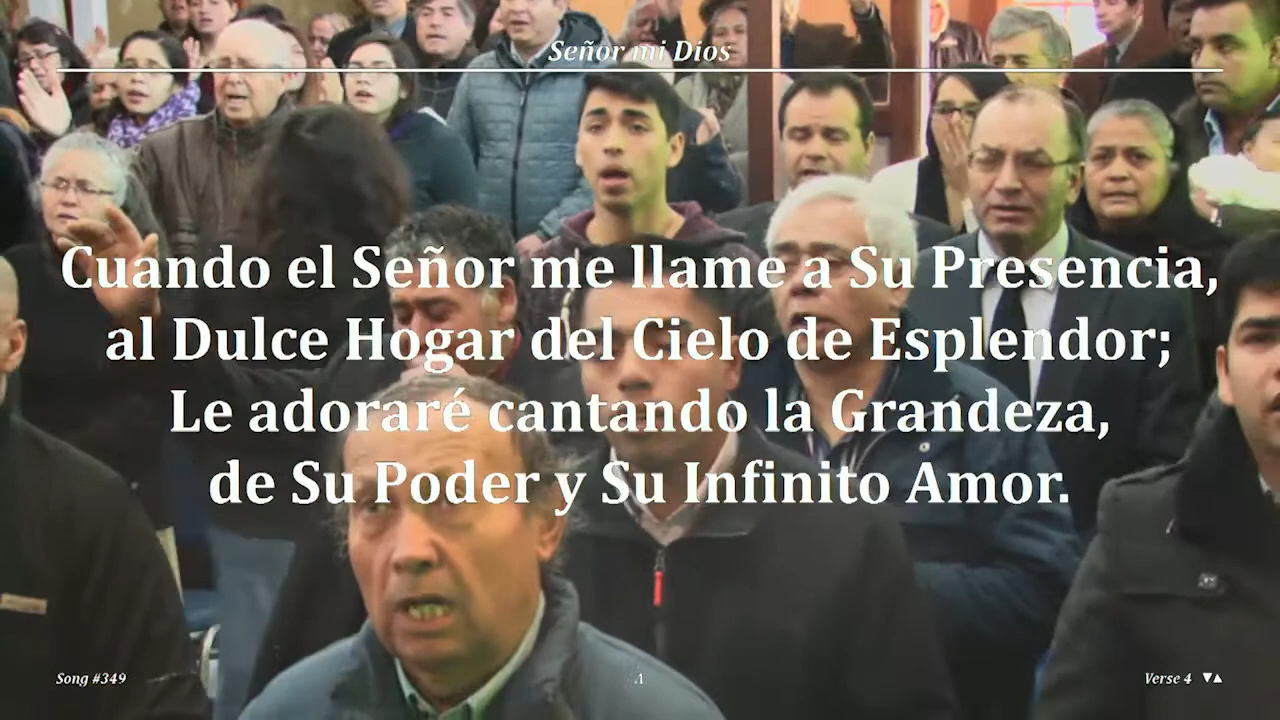 Señor mi Dios
Cuando el Señor me llame a Su Presencia,
al Dulce Hogar del Cielo de Esplendor;
Le adoraré cantando la Grandeza,
de Su Poder y Su Infinito Amor.
Song #349
Verse 4 ▼▲